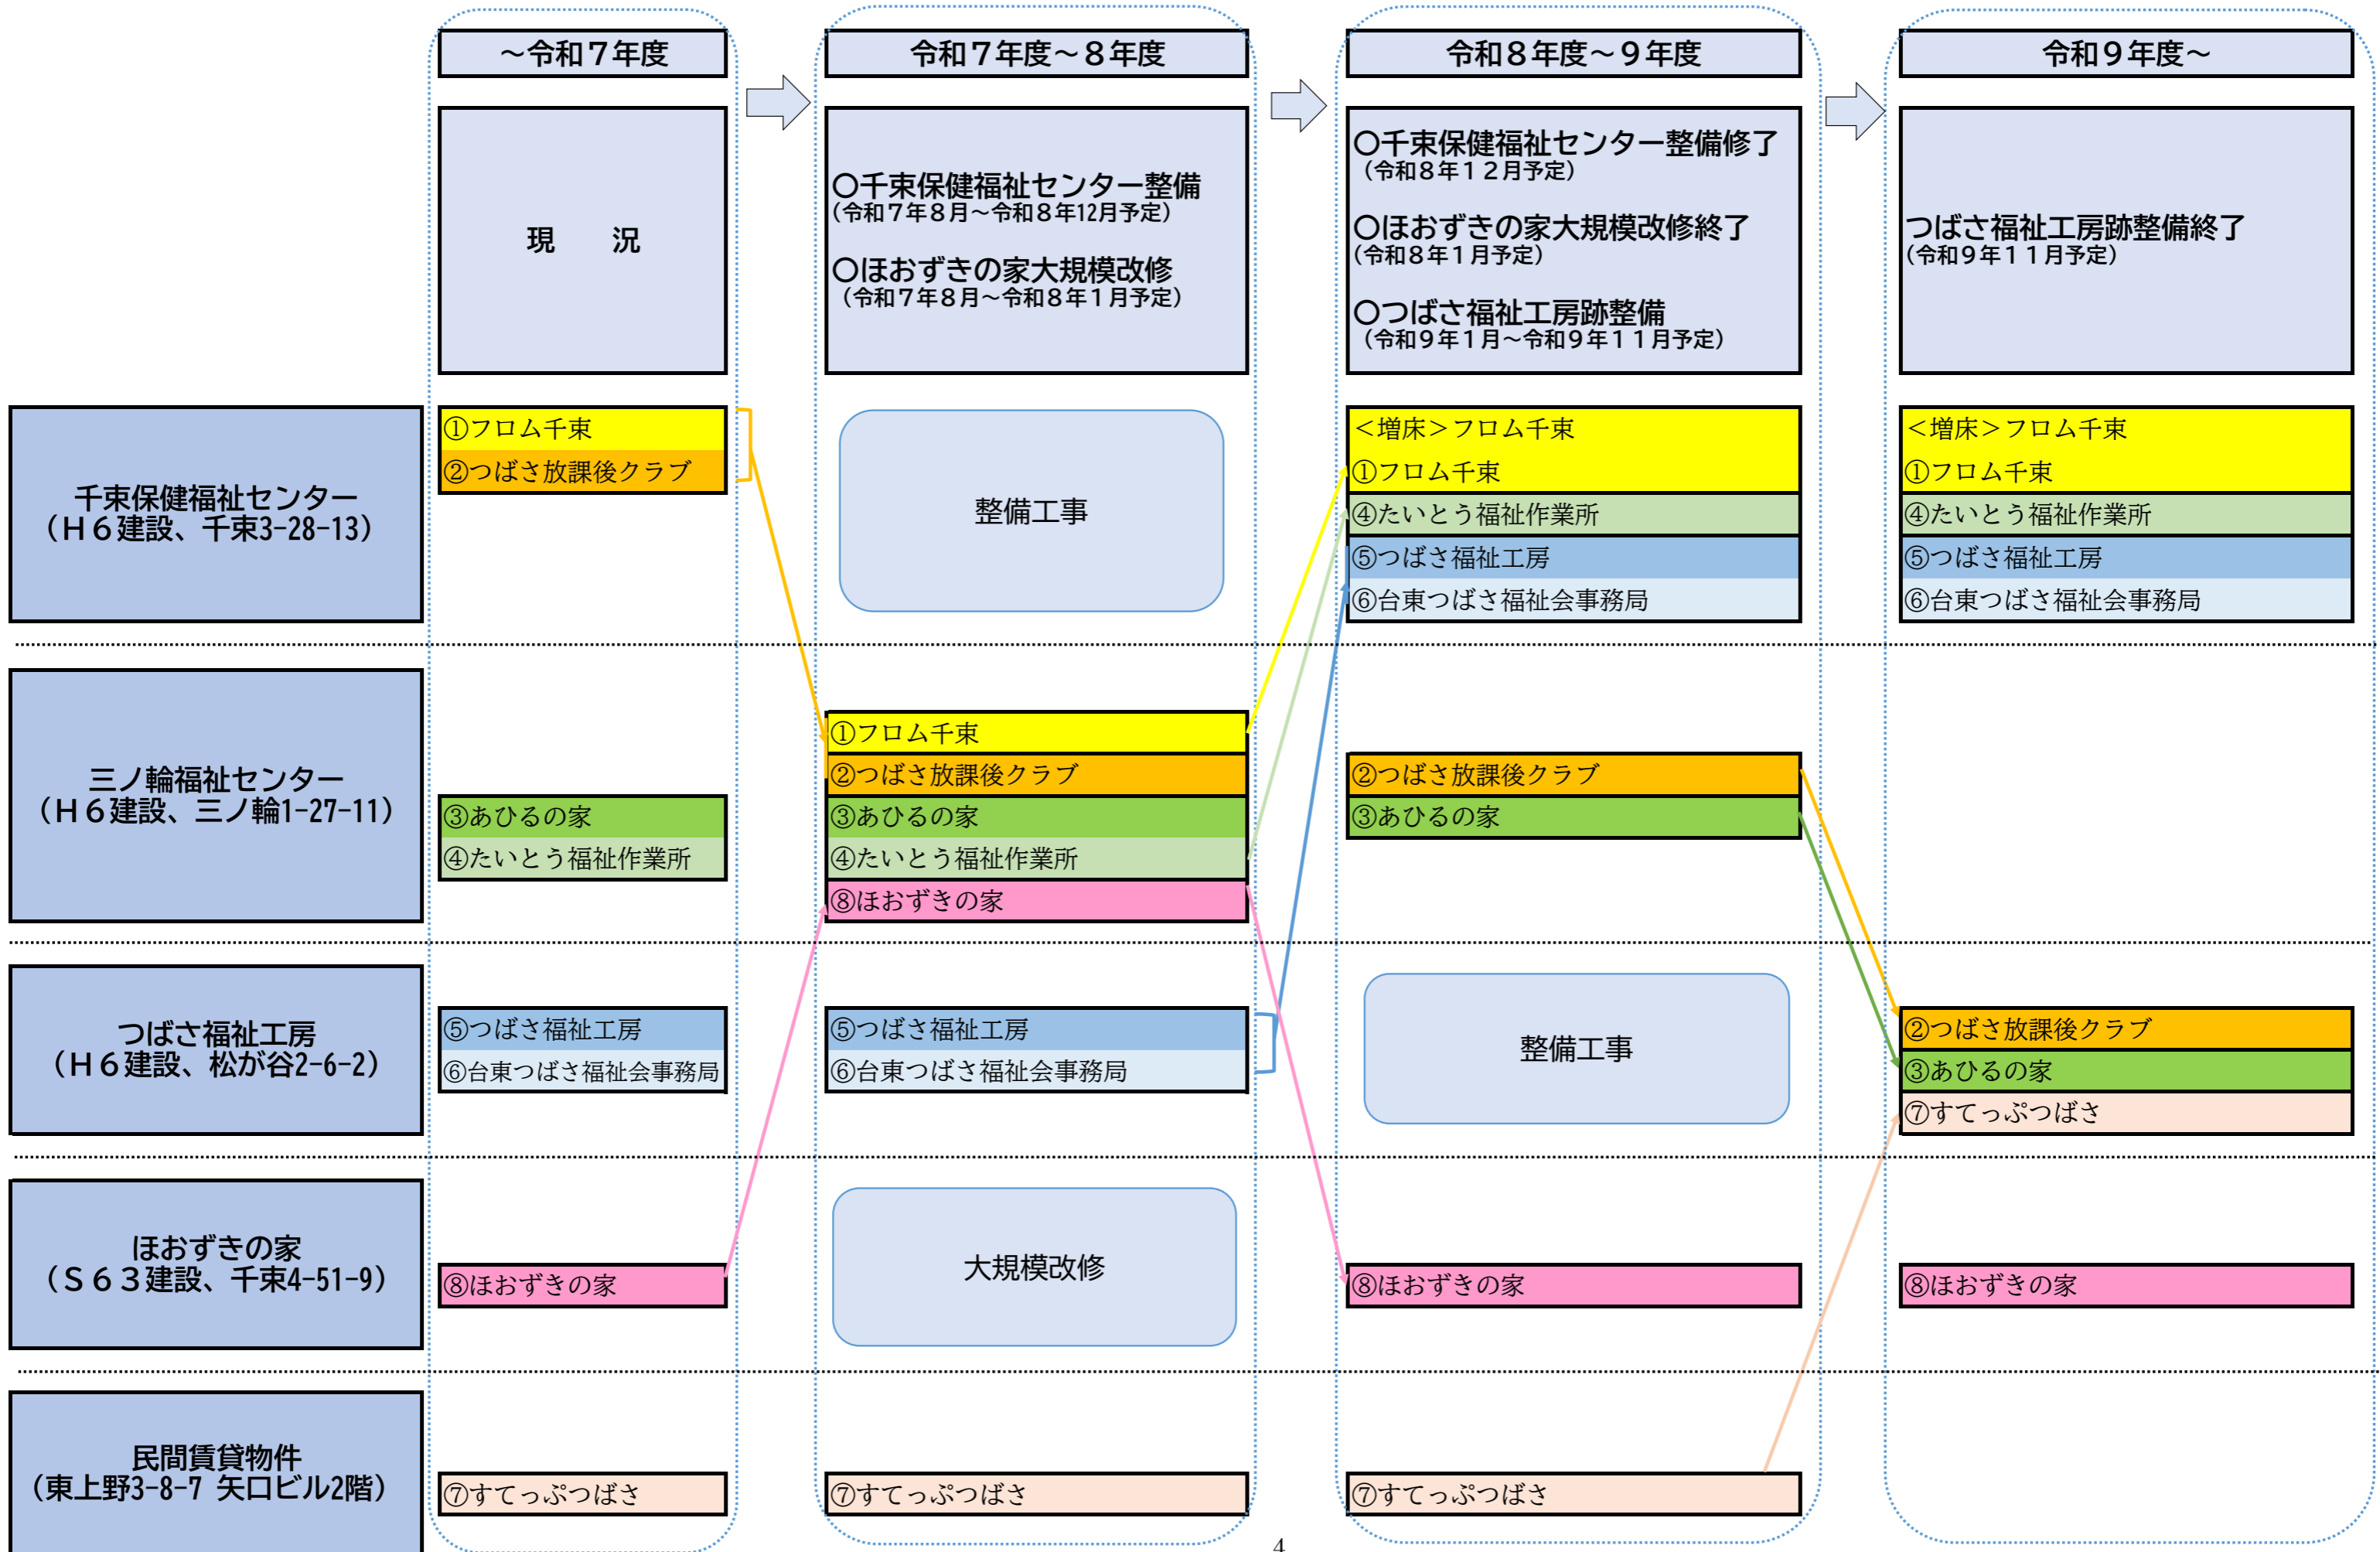 ～令和７年度
令和７年度～８年度
令和８年度～９年度
令和９年度～
現　　況
〇千束保健福祉センター整備
(令和７年８月～令和８年12月予定)
〇ほおずきの家大規模改修
（令和７年８月～令和８年１月予定）
〇千束保健福祉センター整備修了
（令和８年１２月予定）
〇ほおずきの家大規模改修終了
(令和８年１月予定)
〇つばさ福祉工房跡整備
（令和９年１月～令和９年１１月予定）
つばさ福祉工房跡整備終了
(令和９年１１月予定)
千束保健福祉センター
（Ｈ６建設、千束3-28-13）
①フロム千束
②つばさ放課後クラブ
整備工事
＜増床＞フロム千束
①フロム千束
④たいとう福祉作業所
⑤つばさ福祉工房
⑥台東つばさ福祉会事務局
＜増床＞フロム千束
①フロム千束
④たいとう福祉作業所
⑤つばさ福祉工房
⑥台東つばさ福祉会事務局
三ノ輪福祉センター
（Ｈ６建設、三ノ輪1-27-11）
③あひるの家
④たいとう福祉作業所
①フロム千束
②つばさ放課後クラブ
③あひるの家
④たいとう福祉作業所
⑧ほおずきの家
②つばさ放課後クラブ
③あひるの家
つばさ福祉工房
（Ｈ６建設、松が谷2-6-2）
⑤つばさ福祉工房
⑥台東つばさ福祉会事務局
⑤つばさ福祉工房
⑥台東つばさ福祉会事務局
整備工事
②つばさ放課後クラブ
③あひるの家
⑦すてっぷつばさ
ほおずきの家
（Ｓ６３建設、千束4-51-9）
⑧ほおずきの家
大規模改修
⑧ほおずきの家
⑧ほおずきの家
民間賃貸物件
（東上野3-8-7 矢口ビル2階）
⑦すてっぷつばさ
⑦すてっぷつばさ
⑦すてっぷつばさ
4